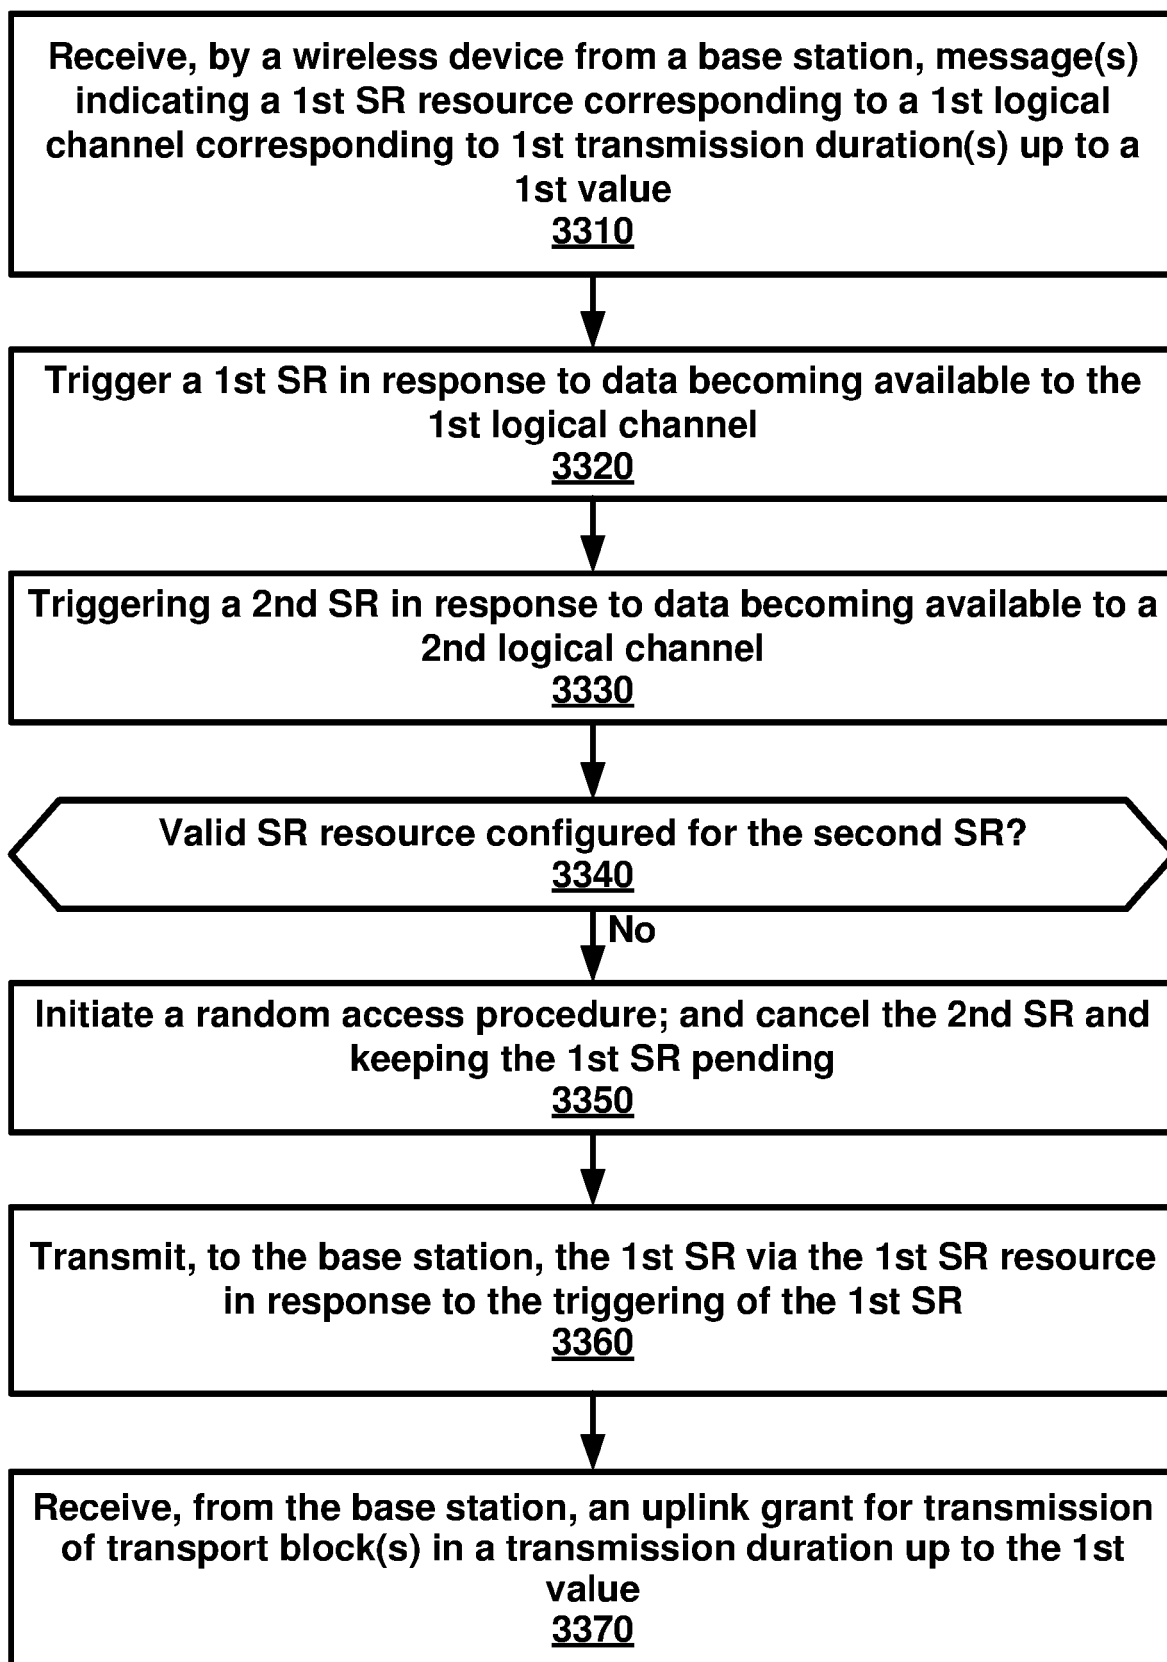 Receive, by a wireless device from a base station, message(s)
indicating a 1st SR resource corresponding to a 1st logical
channel corresponding to 1st transmission duration(s) up to a
1st value
3310
Trigger a 1st SR in response to data becoming available to the
1st logical channel
3320
Triggering a 2nd SR in response to data becoming available to a
2nd logical channel
3330
Valid SR resource configured for the second SR?
3340
No
Initiate a random access procedure; and cancel the 2nd SR and
keeping the 1st SR pending
3350
Transmit, to the base station, the 1st SR via the 1st SR resource
in response to the triggering of the 1st SR
3360
Receive, from the base station, an uplink grant for transmission
of transport block(s) in a transmission duration up to the 1st
value
3370